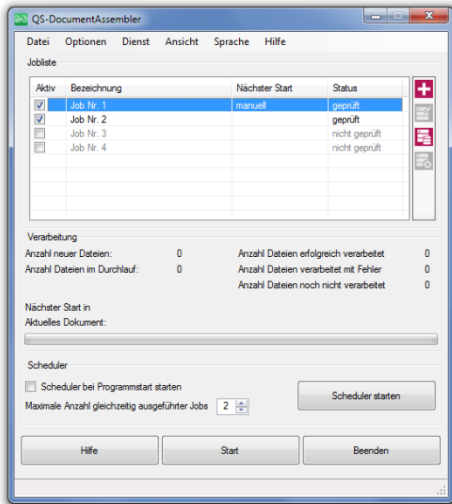 QS-DocumentAssembler
Datei Optionen Dienst Ansicht Sprache Hilfe
Jobliste
Aktiv Bezeichnung Nächster Start Status
Job Nr. 1 manuell geprüft
Job Nr. 2 geprüft
Job Nr. 3 nicht geprüft
Job Nr. 4 nicht geprüft
Verarbeitung
Anzahl neuer Dateien: 0 Anzahl Dateien erfolgreich verarbeitet 0
Anzahl Dateien im Durchlauf: 0 Anzahl Dateien verarbeitet mit Fehler 0
Anzahl Dateien noch nicht verarbeitet 0
Nächster Start in
Aktuelles Dokument:
Scheduler
Scheduler bei Programmstart starten
Maximale Anzahl gleichzeitig ausgeführter Jobs 2 Scheduler starten
Hilfe Start Beenden